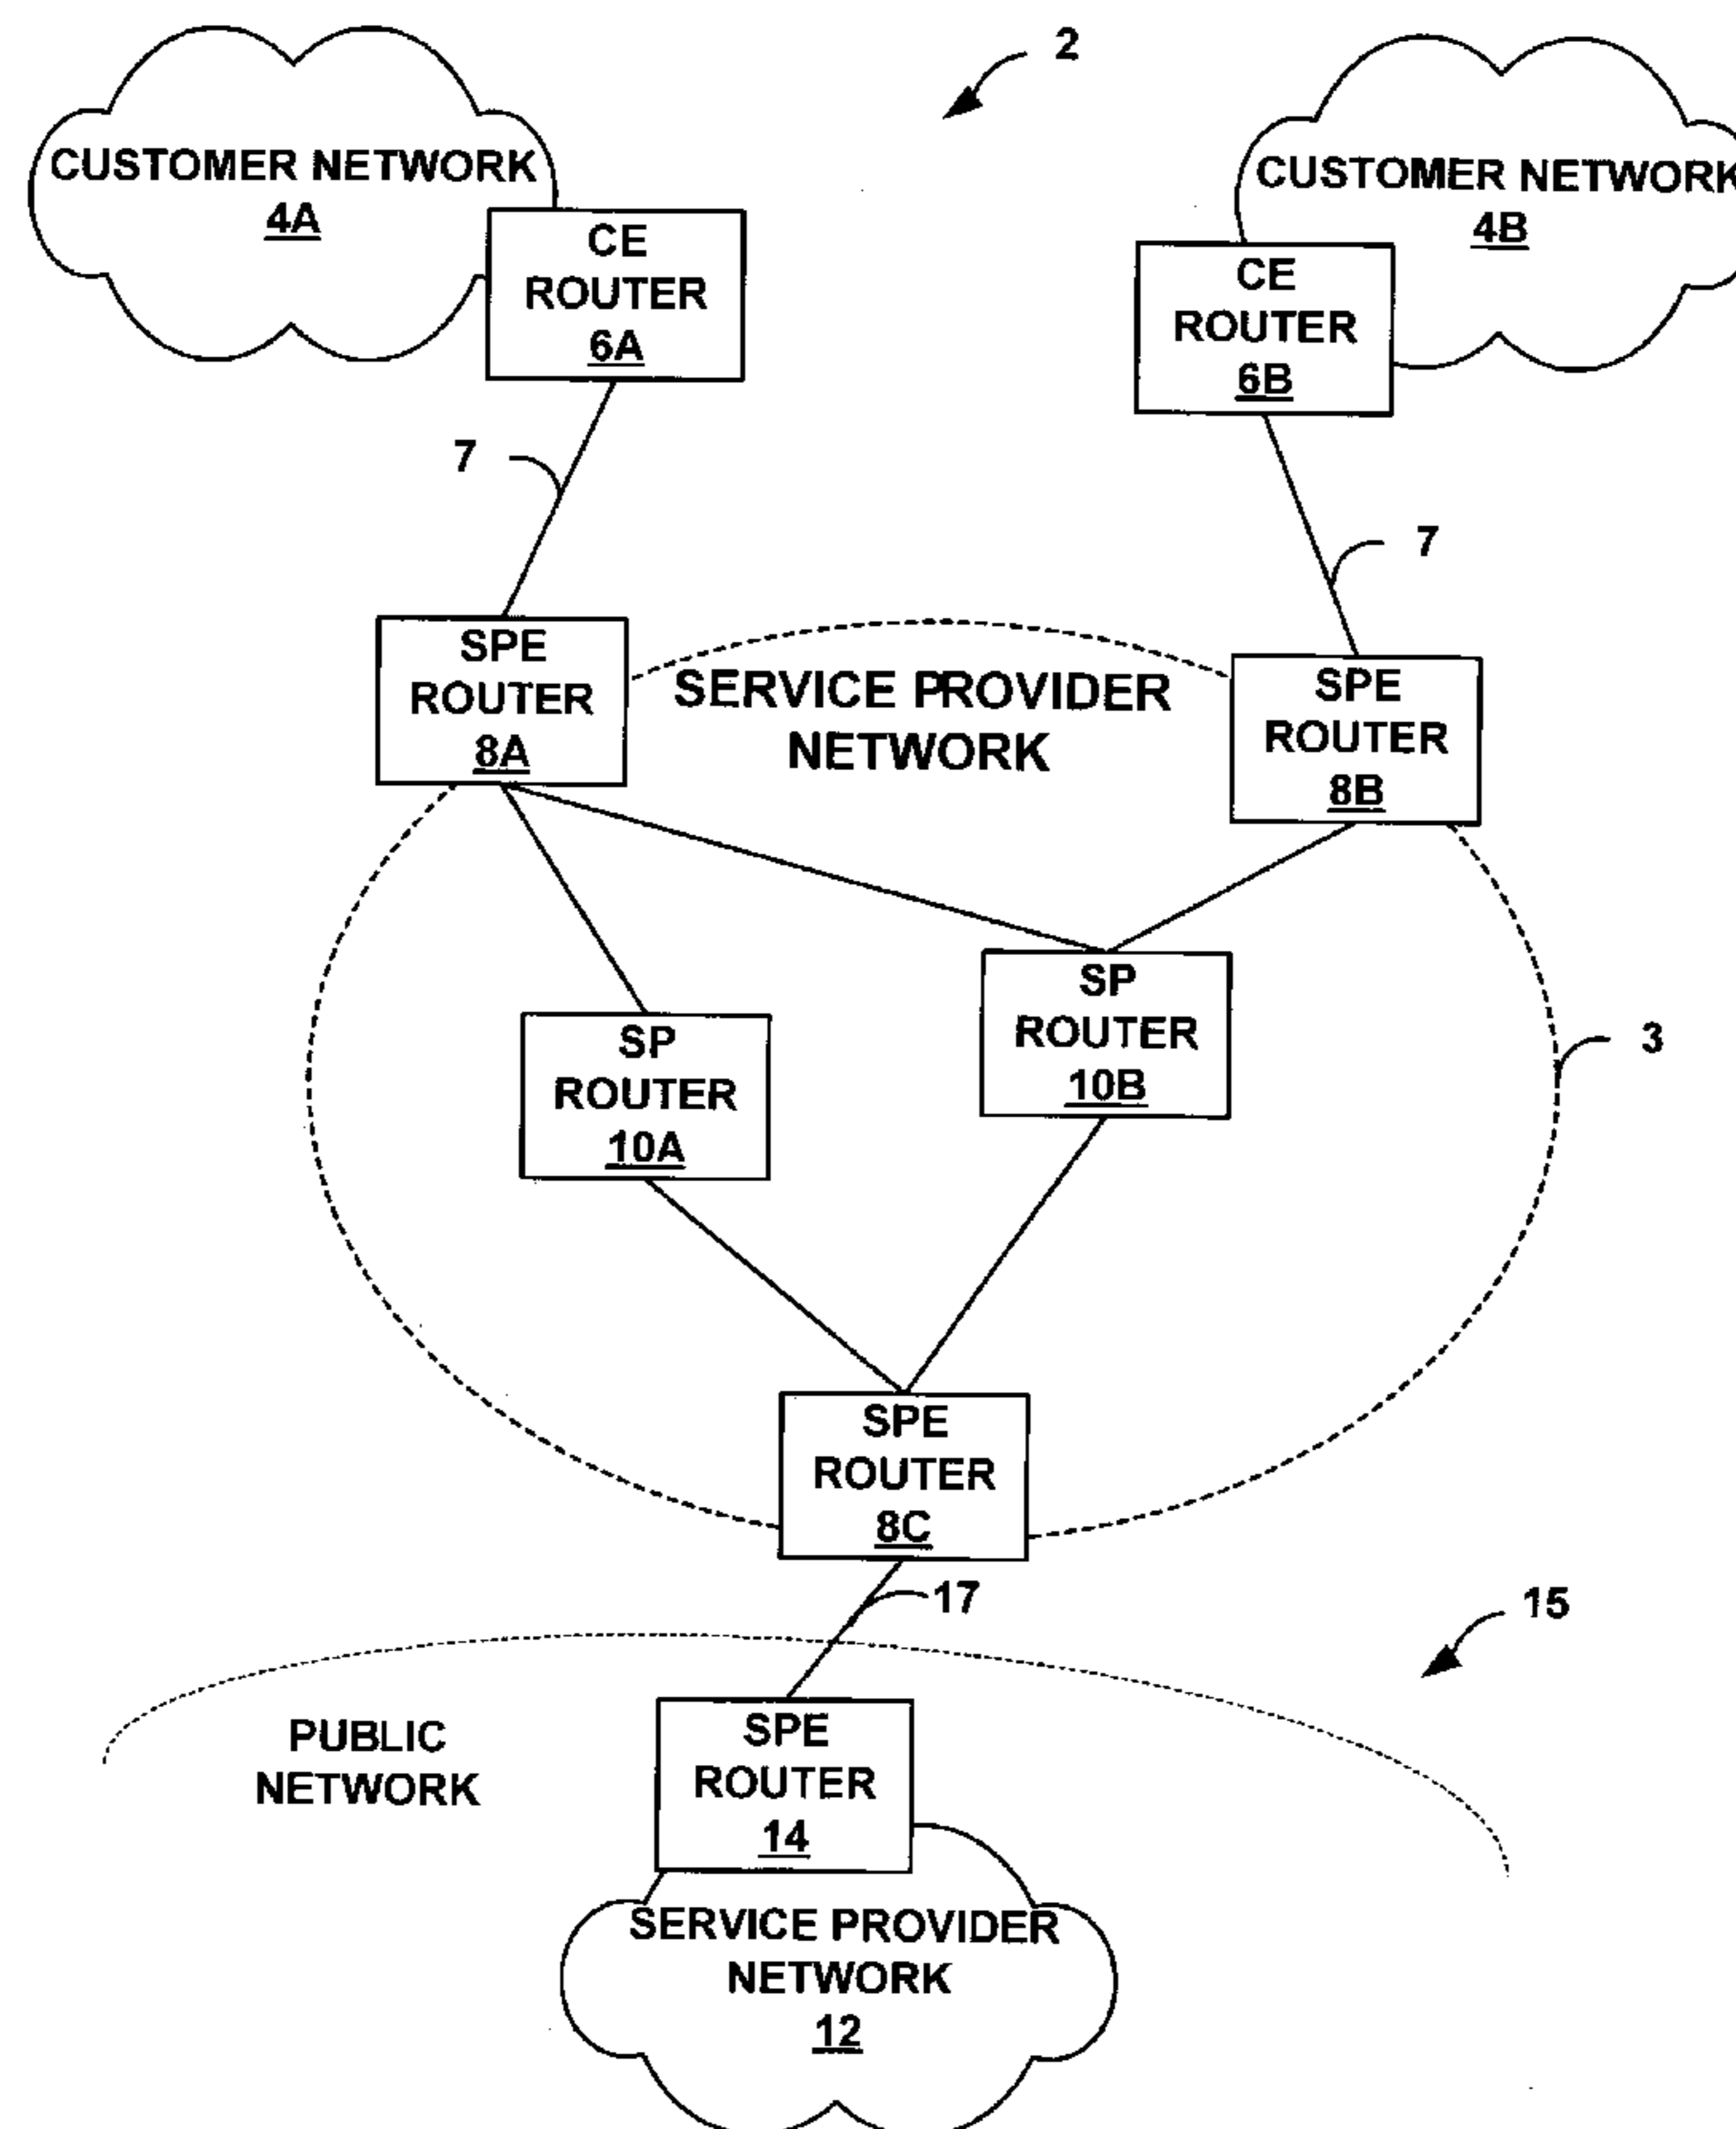 2
CUSTOMER NETWORK
4A
CUSTOMER NETWORK
4B
CE
ROUTER
6A
CE
ROUTER
6B
7
7
SPE
ROUTER
8A
SERVICE PROVIDER
NETWORK
SPE
ROUTER
8B
SP
ROUTER
10B
SP
ROUTER
10A
3
SPE
ROUTER
8C
17
15
PUBLIC
NETWORK
SPE
ROUTER
14
SERVICE PROVIDER
NETWORK
12